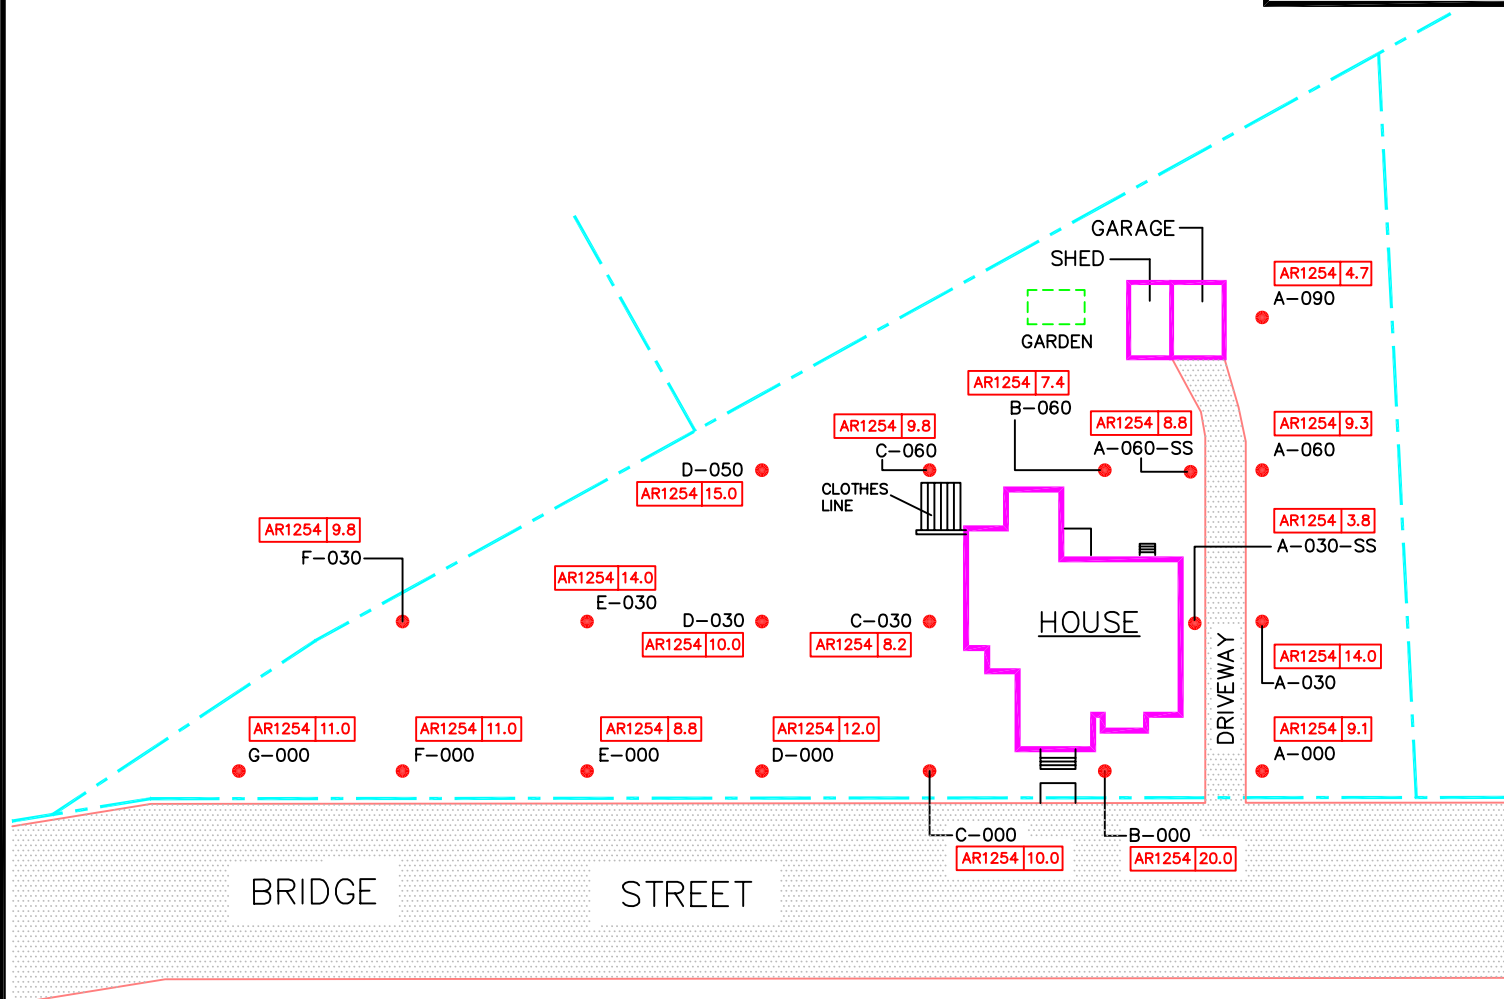 GARAGE
SHED
AR1254 4.7
A-090
GARDEN
AR1254 7.4
B-060
AR1254 9.8
C-060
AR1254 8.8
A-060-SS
AR1254 9.3
A-060
D-050
AR1254 15.0
CLOTHES
LINE
AR1254 9.8
F-030
AR1254 3.8
A-030-SS
AR1254 14.0
E-030
D-030
AR1254 10.0
C-030
AR1254 8.2
HOUSE
DRIVEWAY
AR1254 14.0
A-030
AR1254 11.0
G-000
AR1254 11.0
F-000
AR1254 8.8
E-000
AR1254 12.0
D-000
AR1254 9.1
A-000
C-000
AR1254 10.0
B-000
AR1254 20.0
BRIDGE STREET